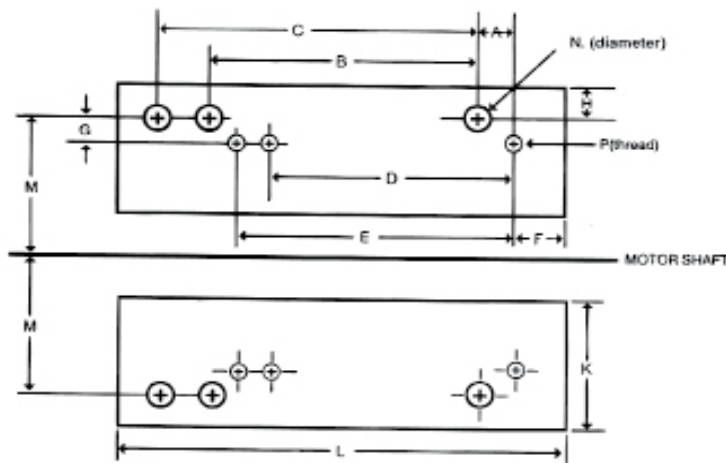 C
A
N. (diameter)
B
H
G
P(thread)
M
D
E
F
MOTOR SHAFT
M
K
L